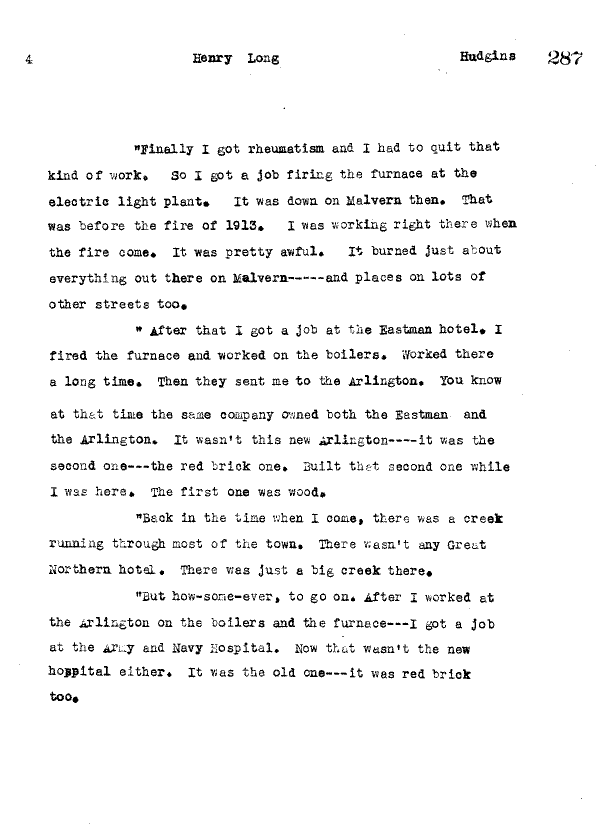 4 Henry Long Hudgins 287
"Finally I got rheumatism and I had to quit that
kind of work. So I got a job firing the furnace at the
electric light plant. It was down on Malvern then. That
was before the fire of 1913. I was working right there when
the fire come. It was pretty awful. It burned just about
everything out there on Malvern-----and places on lots of
other streets too.
" After that I got a job at the Eastman hotel. I
fired the furnace and worked on the boilers. Worked there
a long time. Then they sent me to the Arlington. You know
at that time the same company owned both the Eastman and
the Arlington. It wasn't this new Arlington----it was the
second one---the red brick one. Built that second one while
I was here. The first one was wood.
"Back in the time when I come, there was a creek
running through most of the town. There wasn't any Great
Northern hotel. There was just a big creek there.
"But how-some-ever, to go on. After I worked at
the Arlington on the boilers and the furnace---I got a job
at the Army and Navy Hospital. Now that wasn't the new
hospital either. It was the old one---it was red brick
too.